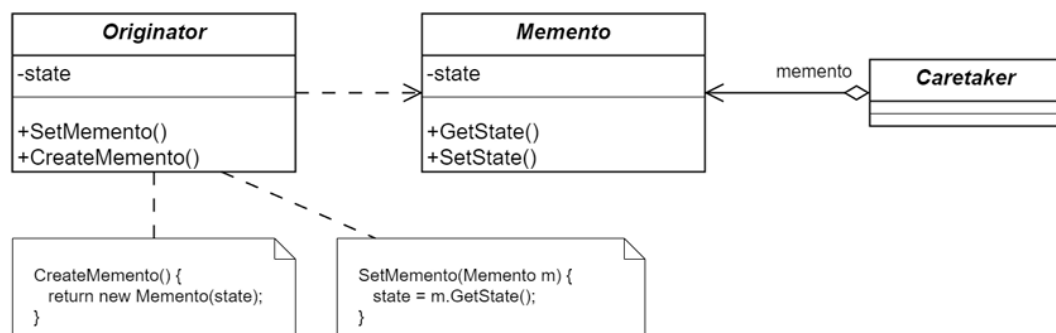 Originator
-state
+SetMemento()
+CreateMemento()
Memento
-state
+GetState()
+SetState()
memento
Caretaker
CreateMemento() {
return new Memento(state);
}
SetMemento(Memento m) {
state = m.GetState();
}